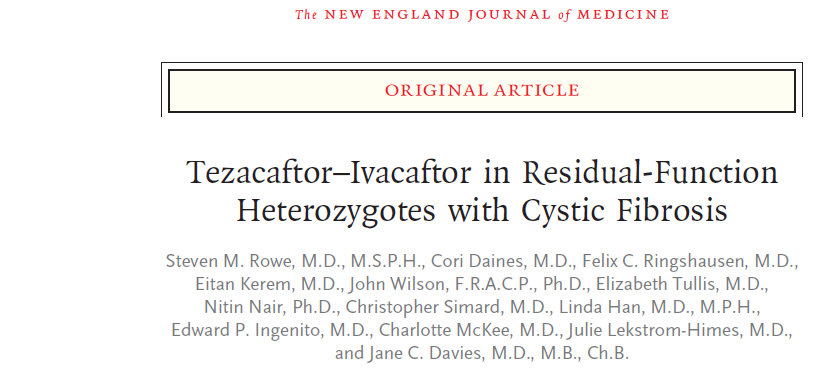 The NEW ENGLAND JOURNAL of MEDICINE
ORIGINAL ARTICLE
Tezacaftor–Ivacaftor in Residual-Function
Heterozygotes with Cystic Fibrosis
Steven M. Rowe, M.D., M.S.P.H., Cori Daines, M.D., Felix C. Ringshausen, M.D.,
Eitan Kerem, M.D., John Wilson, F.R.A.C.P., Ph.D., Elizabeth Tullis, M.D.,
Nitin Nair, Ph.D., Christopher Simard, M.D., Linda Han, M.D., M.P.H.,
Edward P. Ingenito, M.D., Charlotte McKee, M.D., Julie Lekstrom-Himes, M.D.,
and Jane C. Davies, M.D., M.B., Ch.B.